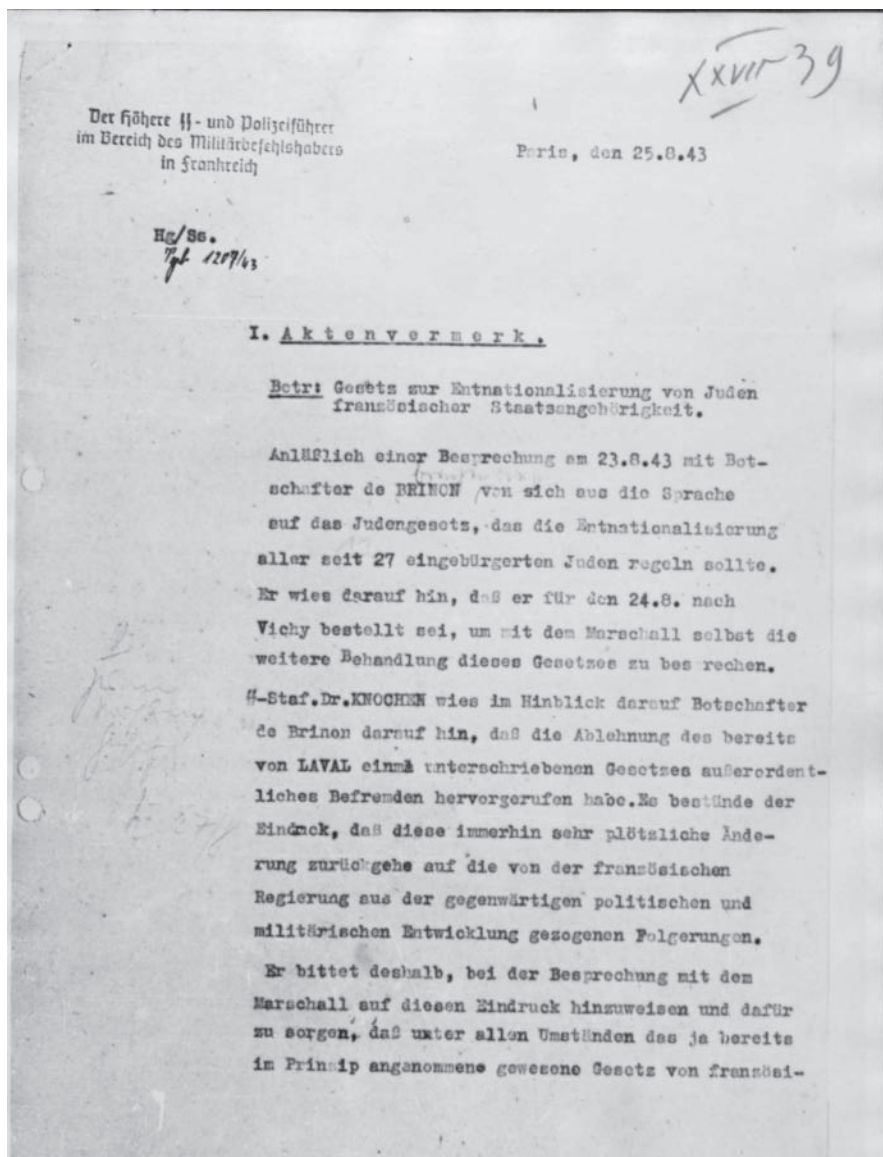 XXVII 39
Der Höhere SS- und Polizeiführer
im Bereich des Militärbefehlshabers
in Frankreich
Paris, den 25.8.43
Hg/Ss.
1207/43
I. Aktenvermerk.
Betr: Gesetz zur Entnationalisierung von Juden
französischer Staatsangehörigkeit.
Anläßlich einer Besprechung am 23.8.43 mit Bot-
schafter de BRINON von sich aus die Sprache
auf das Judengesetz, das die Entnationalisierung
aller seit 27 eingebürgerten Juden regeln sollte.
Er wies darauf hin, daß er für den 24.8. nach
Vichy bestellt sei, um mit dem Marschall selbst die
weitere Behandlung dieses Gesetzes zu bes rechen.
SS-Staf.Dr.KNOCHEN wies im Hinblick darauf Botschafter
de Brinon darauf hin, daß die Ablehnung des bereits
von LAVAL einmal unterschriebenen Gesetzes außerordent-
liches Befremden hervorgerufen habe.Es bestünde der
Eindruck, daß diese immerhin sehr plötzliche Ände-
rung zurückgehe auf die von der französischen
Regierung aus der gegenwärtigen politischen und
militärischen Entwicklung gezogenen Folgerungen.
Er bittet deshalb, bei der Besprechung mit dem
Marschall auf diesen Eindruck hinzuweisen und dafür
zu sorgen, daß unter allen Umständen das ja bereits
im Prinzip angenommene gewesene Gesetz von französi-